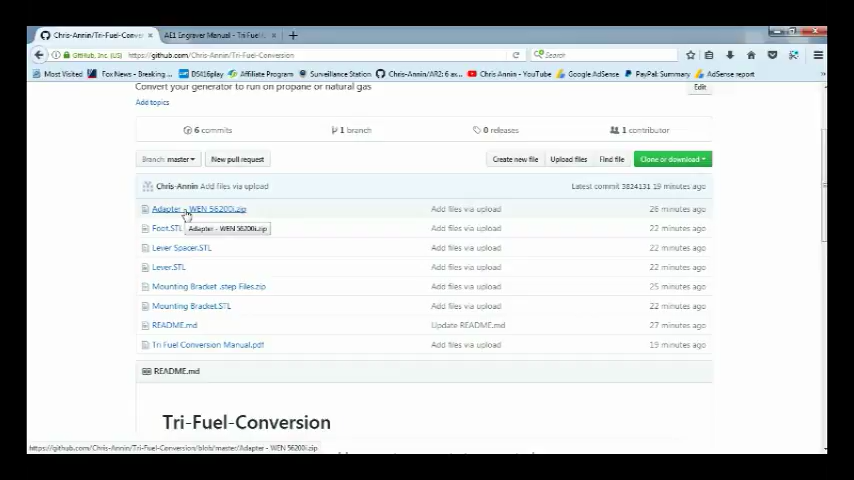 Chris-Annin/Tri-Fuel-Conver
AE1 Engraver Manual - Tri Fuel
GitHub, Inc. (US)
https://github.com/Chris-Annin/Tri-Fuel-Conversion
Search
Most Visited
Fox News - Breaking ...
DS416play
Affiliate Program
Surveillance Station
Chris-Annin/AR2: 6 ax...
Chris Annin - YouTube
Google AdSense
PayPal: Summary
AdSense report
Convert your generator to run on propane or natural gas
Edit
Add topics
6 commits
1 branch
0 releases
1 contributor
Branch: master
New pull request
Create new file
Upload files
Find file
Clone or download
Chris-Annin Add files via upload
Latest commit 3824131 19 minutes ago
Adapter - WEN 56200i.zip
Add files via upload
26 minutes ago
Foot.STL
Adapter - WEN 56200i.zip
Add files via upload
22 minutes ago
Lever Spacer.STL
Add files via upload
22 minutes ago
Lever.STL
Add files via upload
22 minutes ago
Mounting Bracket .step Files.zip
Add files via upload
25 minutes ago
Mounting Bracket.STL
Add files via upload
22 minutes ago
README.md
Update README.md
27 minutes ago
Tri Fuel Conversion Manual.pdf
Add files via upload
19 minutes ago
README.md
Tri-Fuel-Conversion
https://github.com/Chris-Annin/Tri-Fuel-Conversion/blob/master/Adapter - WEN 56200i.zip